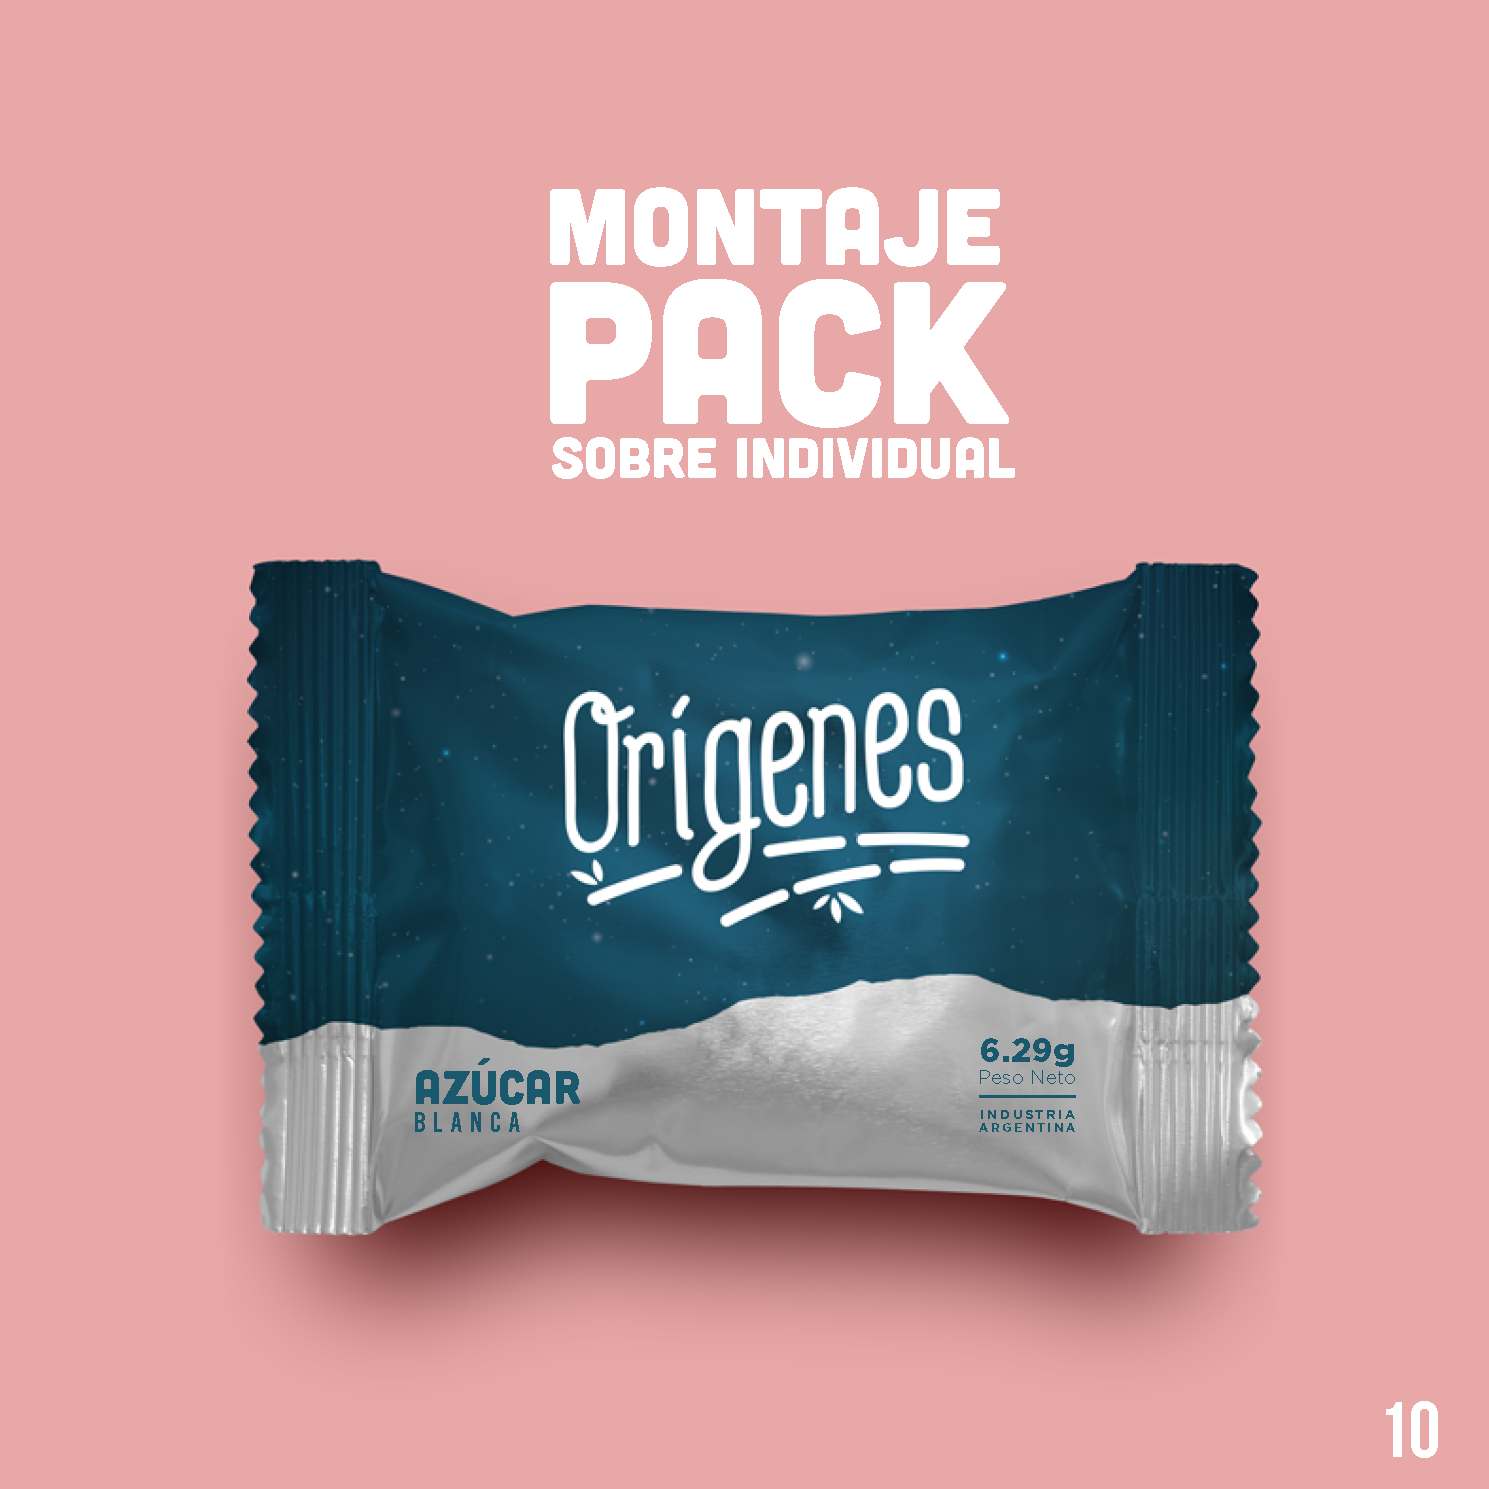 MONTAJE
PACK
SOBRE INDIVIDUAL
Orígenes
AZÚCAR
BLANCA
6.29g
Peso Neto
INDUSTRIA
ARGENTINA
10